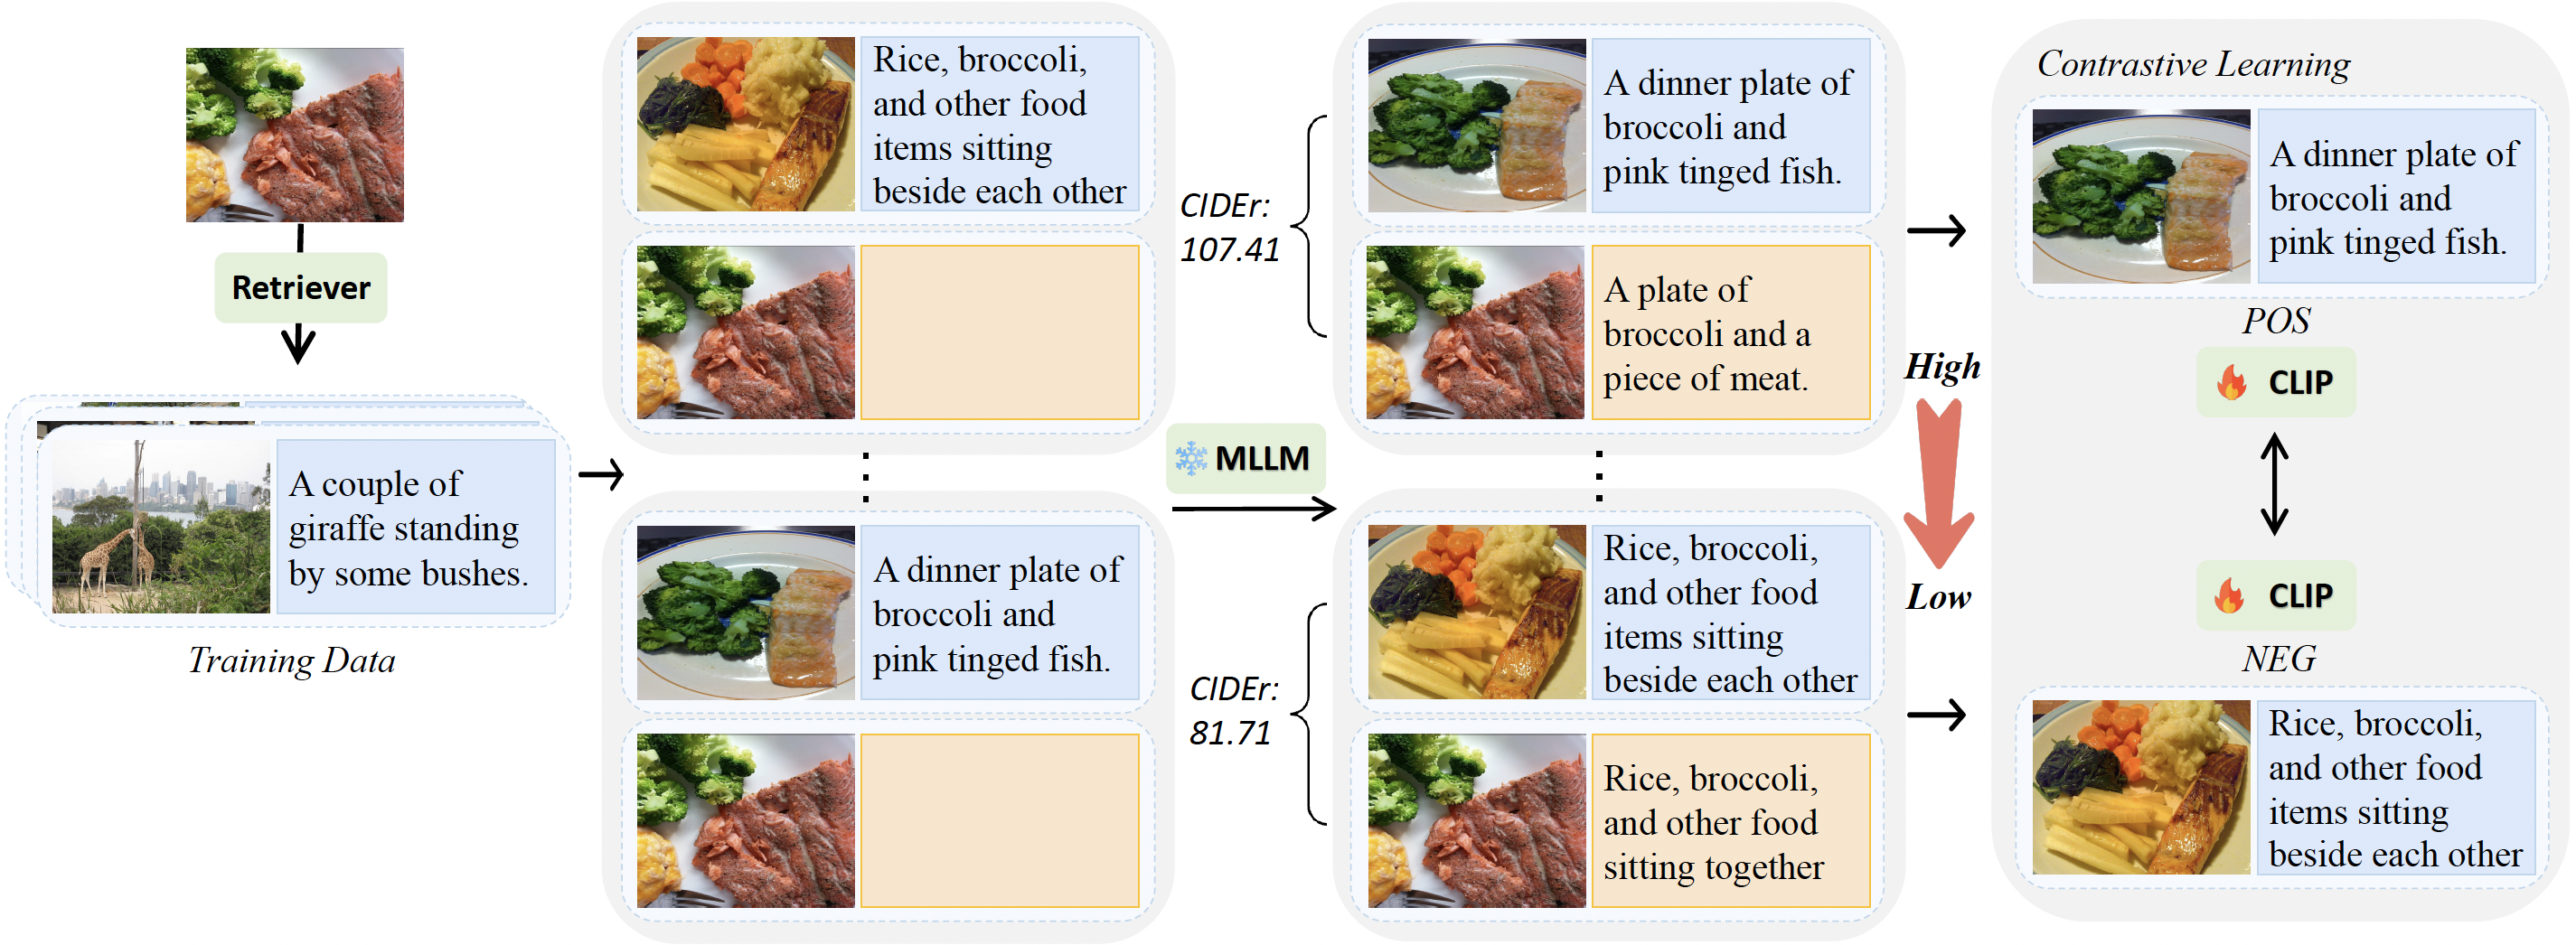 Retriever
A couple of
giraffe standing
by some bushes.
Training Data
Rice, broccoli,
and other food
items sitting
beside each other
A dinner plate of
broccoli and
pink tinged fish.
MLLM
CIDEr:
107.41
A dinner plate of
broccoli and
pink tinged fish.
A plate of
broccoli and a
piece of meat.
CIDEr:
81.71
Rice, broccoli,
and other food
items sitting
beside each other
Rice, broccoli,
and other food
sitting together
High
Low
Contrastive Learning
A dinner plate of
broccoli and
pink tinged fish.
POS
CLIP
CLIP
NEG
Rice, broccoli,
and other food
items sitting
beside each other